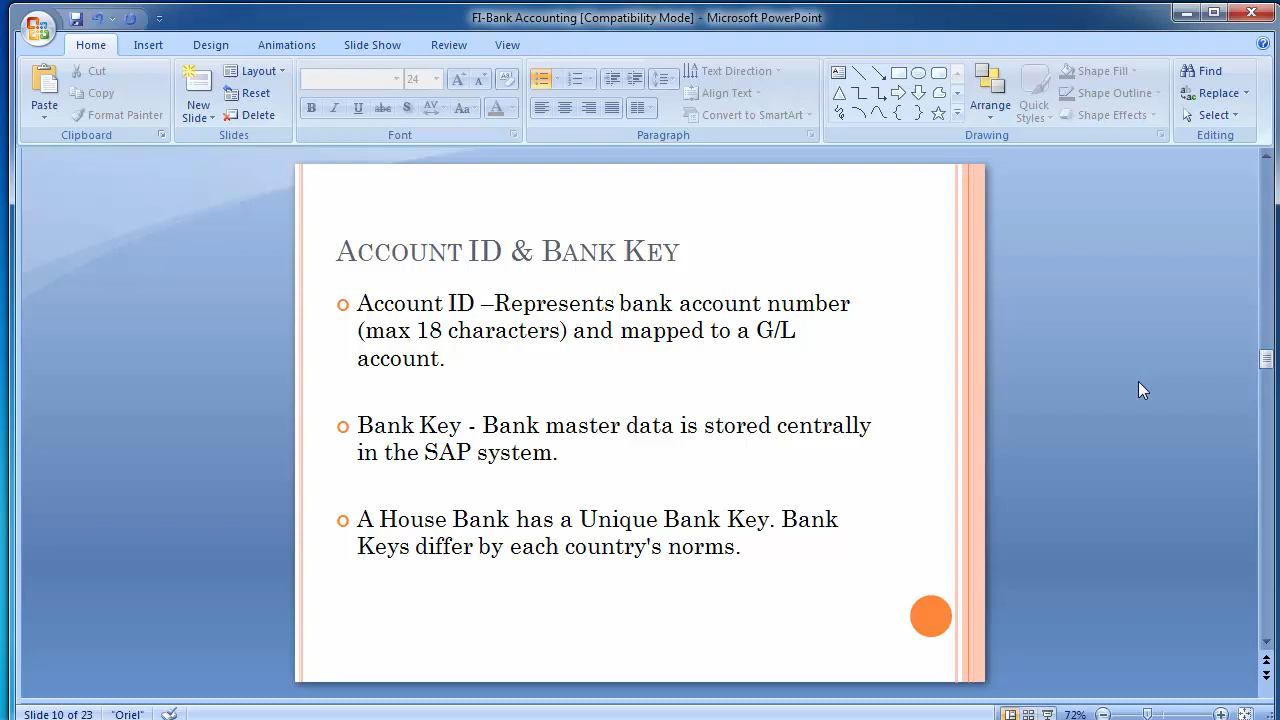 FI-Bank Accounting [Compatibility Mode] - Microsoft PowerPoint
Home Insert Design Animations Slide Show Review View
Paste
Cut
Copy
Format Painter
Clipboard
New
Slide
Layout
Reset
Delete
Slides
24
B I U abc S AV Aa A
Font
Text Direction
Align Text
Convert to SmartArt
Paragraph
Arrange
Quick
Styles
Shape Fill
Shape Outline
Shape Effects
Drawing
Find
Replace
Select
Editing
ACCOUNT ID & BANK KEY
Account ID –Represents bank account number
(max 18 characters) and mapped to a G/L
account.
Bank Key - Bank master data is stored centrally
in the SAP system.
A House Bank has a Unique Bank Key. Bank
Keys differ by each country's norms.
Slide 10 of 23 "Oriel" 72%